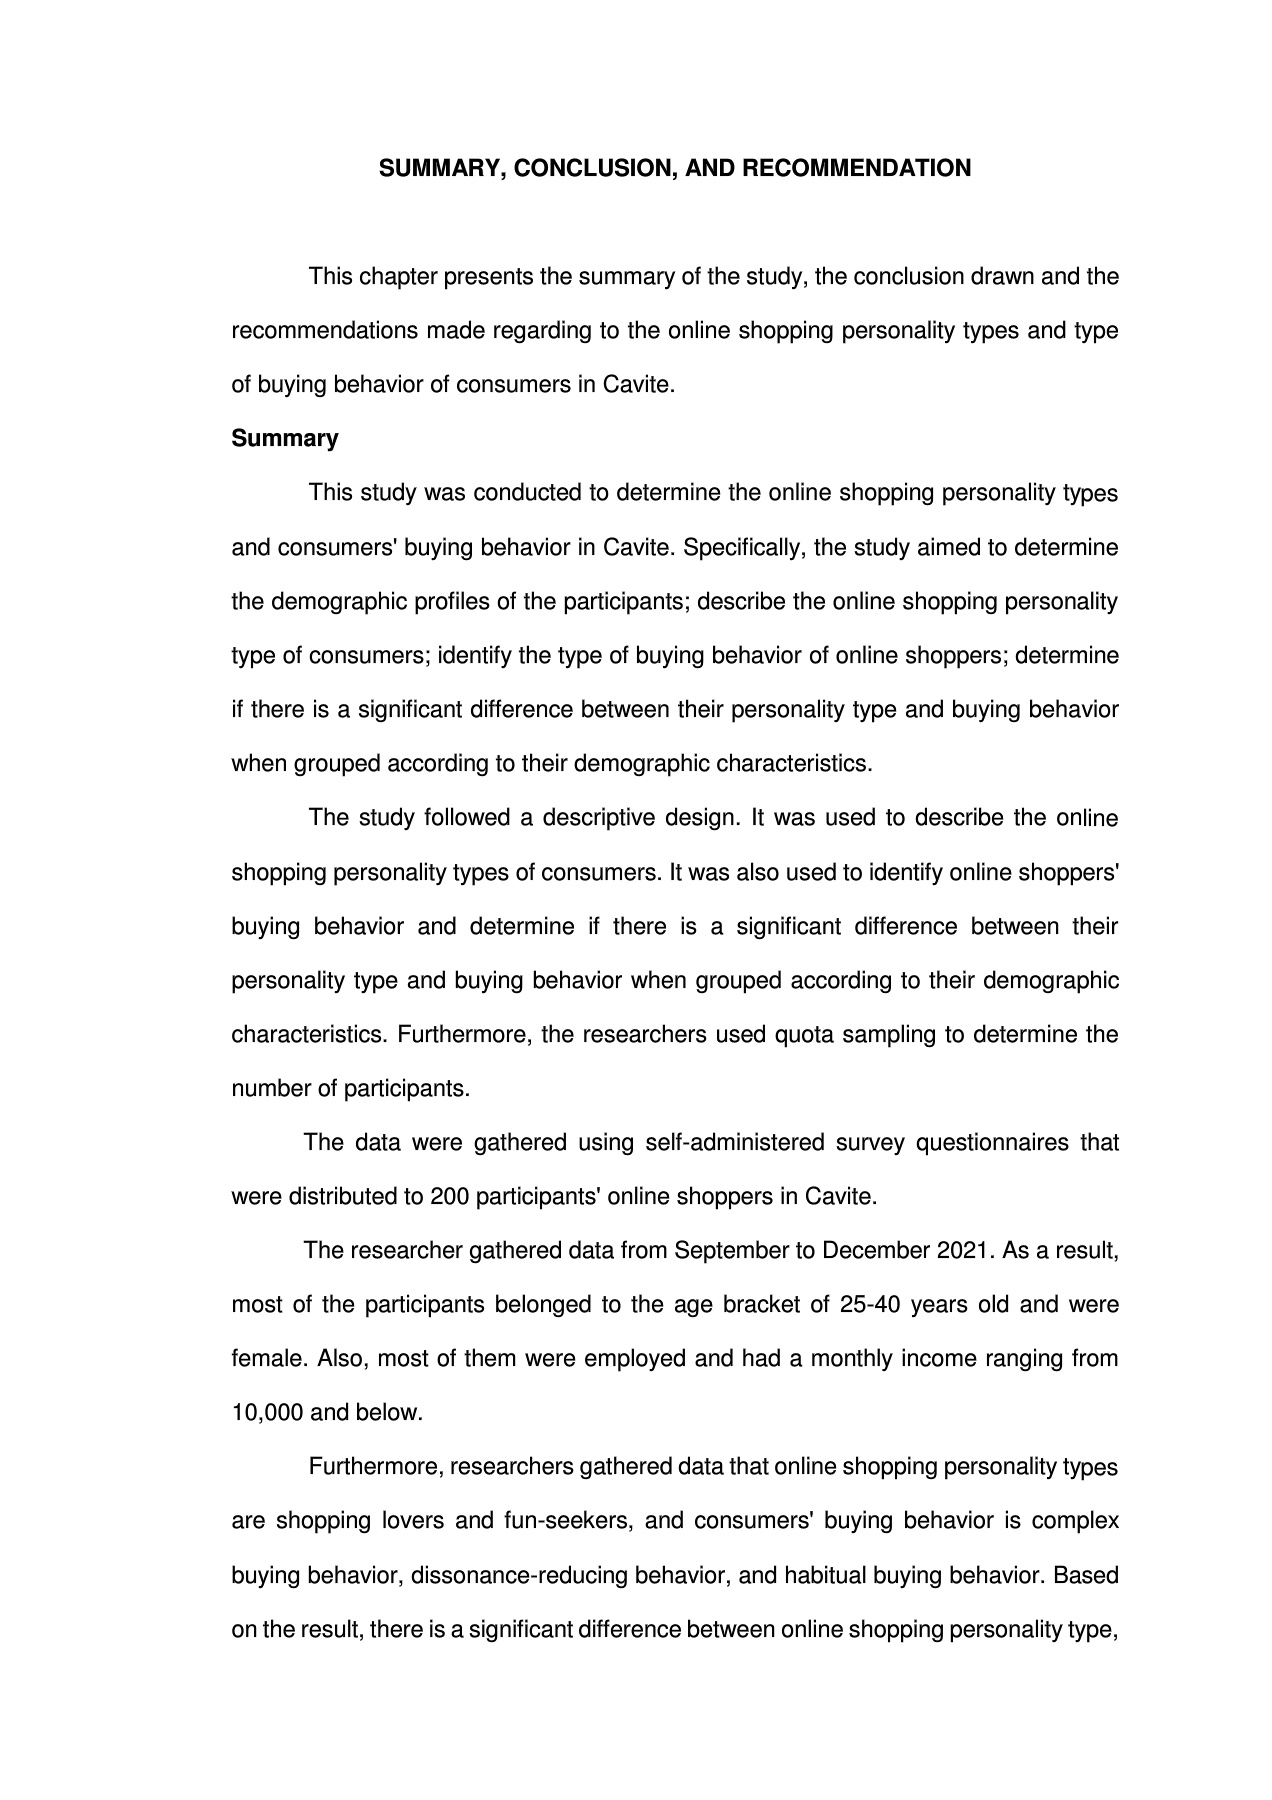 SUMMARY, CONCLUSION, AND RECOMMENDATION
This chapter presents the summary of the study, the conclusion drawn and the
recommendations made regarding to the online shopping personality types and type
of buying behavior of consumers in Cavite.
Summary
This study was conducted to determine the online shopping personality types
and consumers' buying behavior in Cavite. Specifically, the study aimed to determine
the demographic profiles of the participants; describe the online shopping personality
type of consumers; identify the type of buying behavior of online shoppers; determine
if there is a significant difference between their personality type and buying behavior
when grouped according to their demographic characteristics.
The study followed a descriptive design. It was used to describe the online
shopping personality types of consumers. It was also used to identify online shoppers'
buying behavior and determine if there is a significant difference between their
personality type and buying behavior when grouped according to their demographic
characteristics. Furthermore, the researchers used quota sampling to determine the
number of participants.
The data were gathered using self-administered survey questionnaires that
were distributed to 200 participants' online shoppers in Cavite.
The researcher gathered data from September to December 2021. As a result,
most of the participants belonged to the age bracket of 25-40 years old and were
female. Also, most of them were employed and had a monthly income ranging from
10,000 and below.
Furthermore, researchers gathered data that online shopping personality types
are shopping lovers and fun-seekers, and consumers' buying behavior is complex
buying behavior, dissonance-reducing behavior, and habitual buying behavior. Based
on the result, there is a significant difference between online shopping personality type,